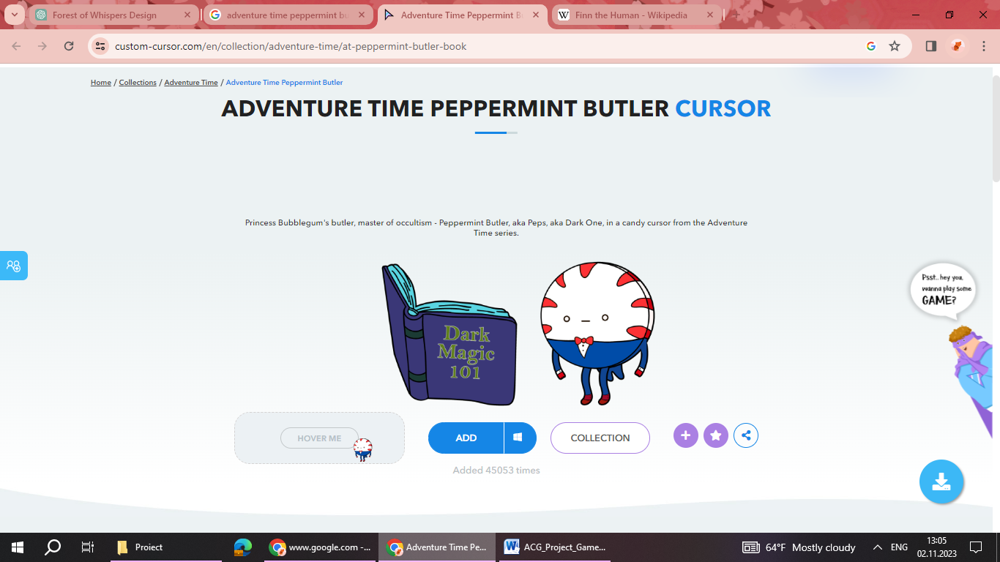 Forest of Whispers Design
adventure time peppermint bu
Adventure Time Peppermint B
Finn the Human - Wikipedia
custom-cursor.com/en/collection/adventure-time/at-peppermint-butler-book
Home / Collections / Adventure Time / Adventure Time Peppermint Butler
ADVENTURE TIME PEPPERMINT BUTLER CURSOR
Princess Bubblegum's butler, master of occultism - Peppermint Butler, aka Peps, aka Dark One, in a candy cursor from the Adventure
Time series.
Dark
Magic
101
Psst.. hey you,
wanna play some
GAME?
HOVER ME
ADD
COLLECTION
Added 45053 times
Proiect
www.google.com -...
Adventure Time Pe...
ACG_Project_Game...
64°F Mostly cloudy
ENG
13:05
02.11.2023